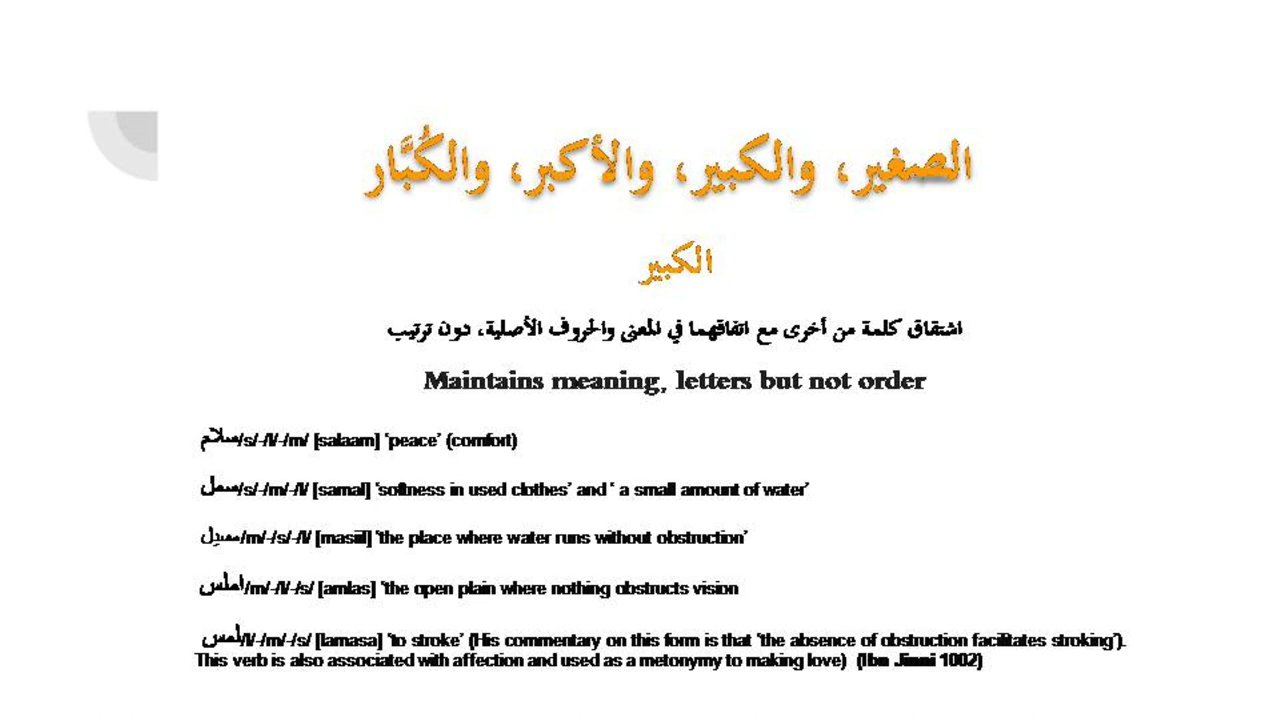 الصغير، والكبير، والأكبر، والكُبَّار
الكبير
اشتقاق كلمة من أخرى مع اتفاقهما في المعنى والحروف الأصلية، دون ترتيب
Maintains meaning, letters but not order
سلام/s/-/l/-/m/ [salaam] ‘peace’ (comfort)
سمل/s/-/m/-/l/ [samal] ‘softness in used clothes’ and ‘ a small amount of water’
مسيل/m/-/s/-/l/ [masiil] ‘the place where water runs without obstruction’
املس/m/-/l/-/s/ [amlas] ‘the open plain where nothing obstructs vision
لمس/l/-/m/-/s/ [lamasa] ‘to stroke’ (His commentary on this form is that ‘the absence of obstruction facilitates stroking’).
This verb is also associated with affection and used as a metonymy to making love) (Ibn Jinni 1002)